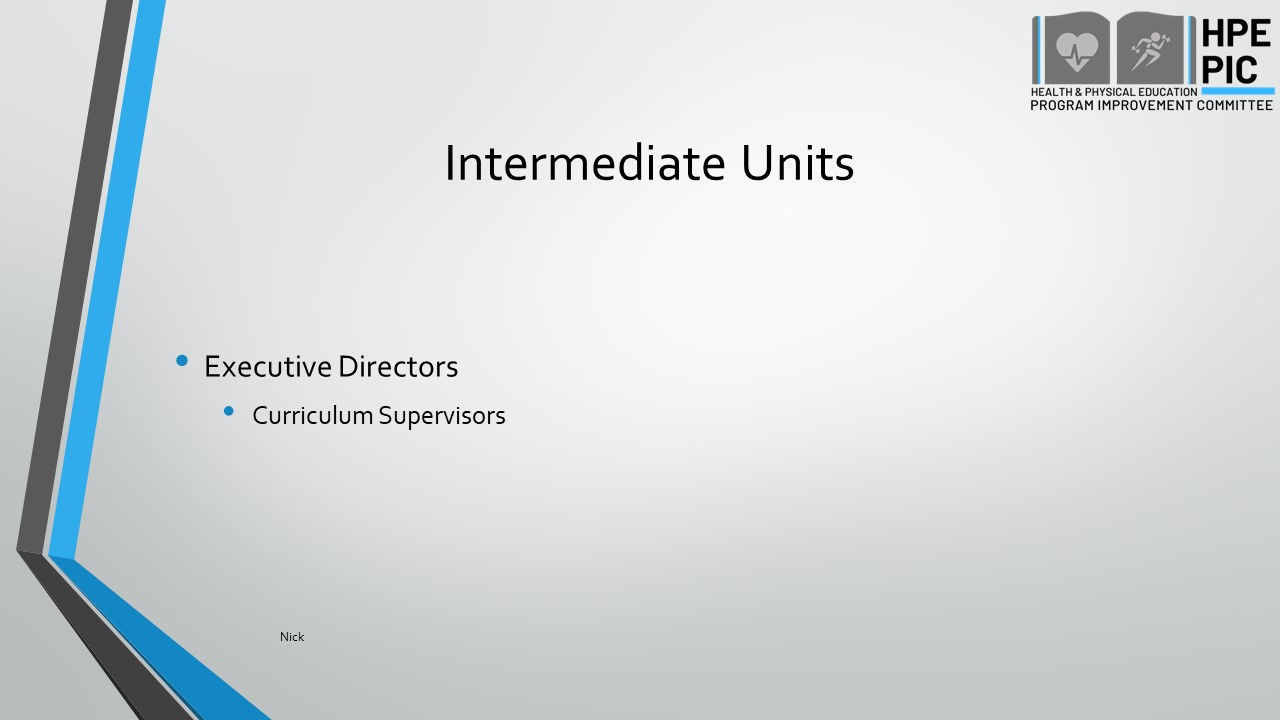 HPE
PIC
HEALTH & PHYSICAL EDUCATION
PROGRAM IMPROVEMENT COMMITTEE
Intermediate Units
• Executive Directors
• Curriculum Supervisors
Nick